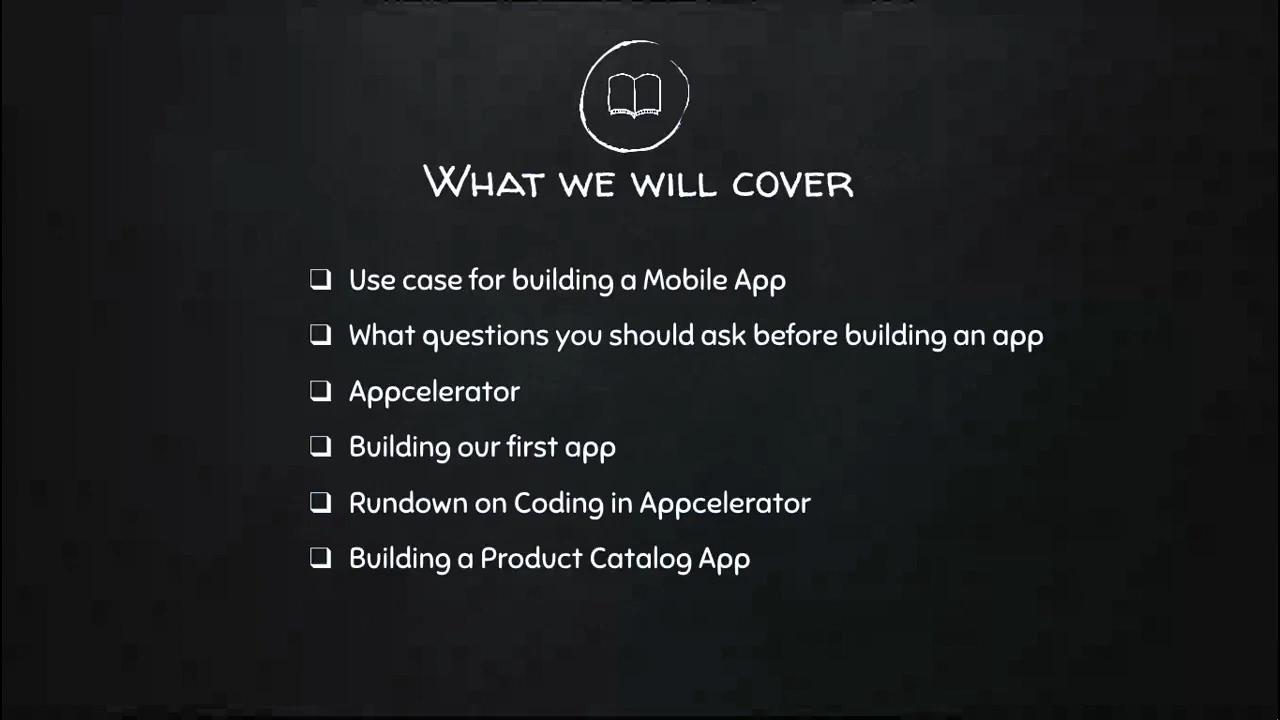 What we will cover
❑ Use case for building a Mobile App
❑ What questions you should ask before building an app
❑ Appcelerator
❑ Building our first app
❑ Rundown on Coding in Appcelerator
❑ Building a Product Catalog App